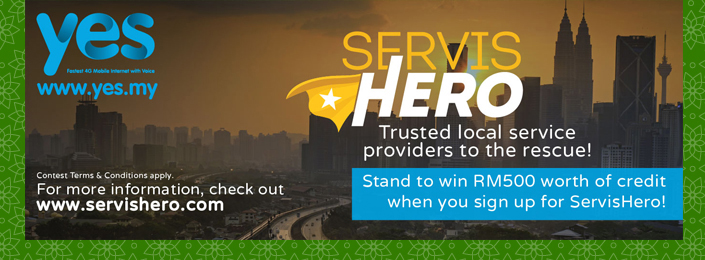 yes
Fastest 4G Mobile Internet with Voice
www.yes.my
SERVIS
HERO
Trusted local service
providers to the rescue!
Contest Terms & Conditions apply.
For more information, check out
www.servishero.com
Stand to win RM500 worth of credit
when you sign up for ServisHero!